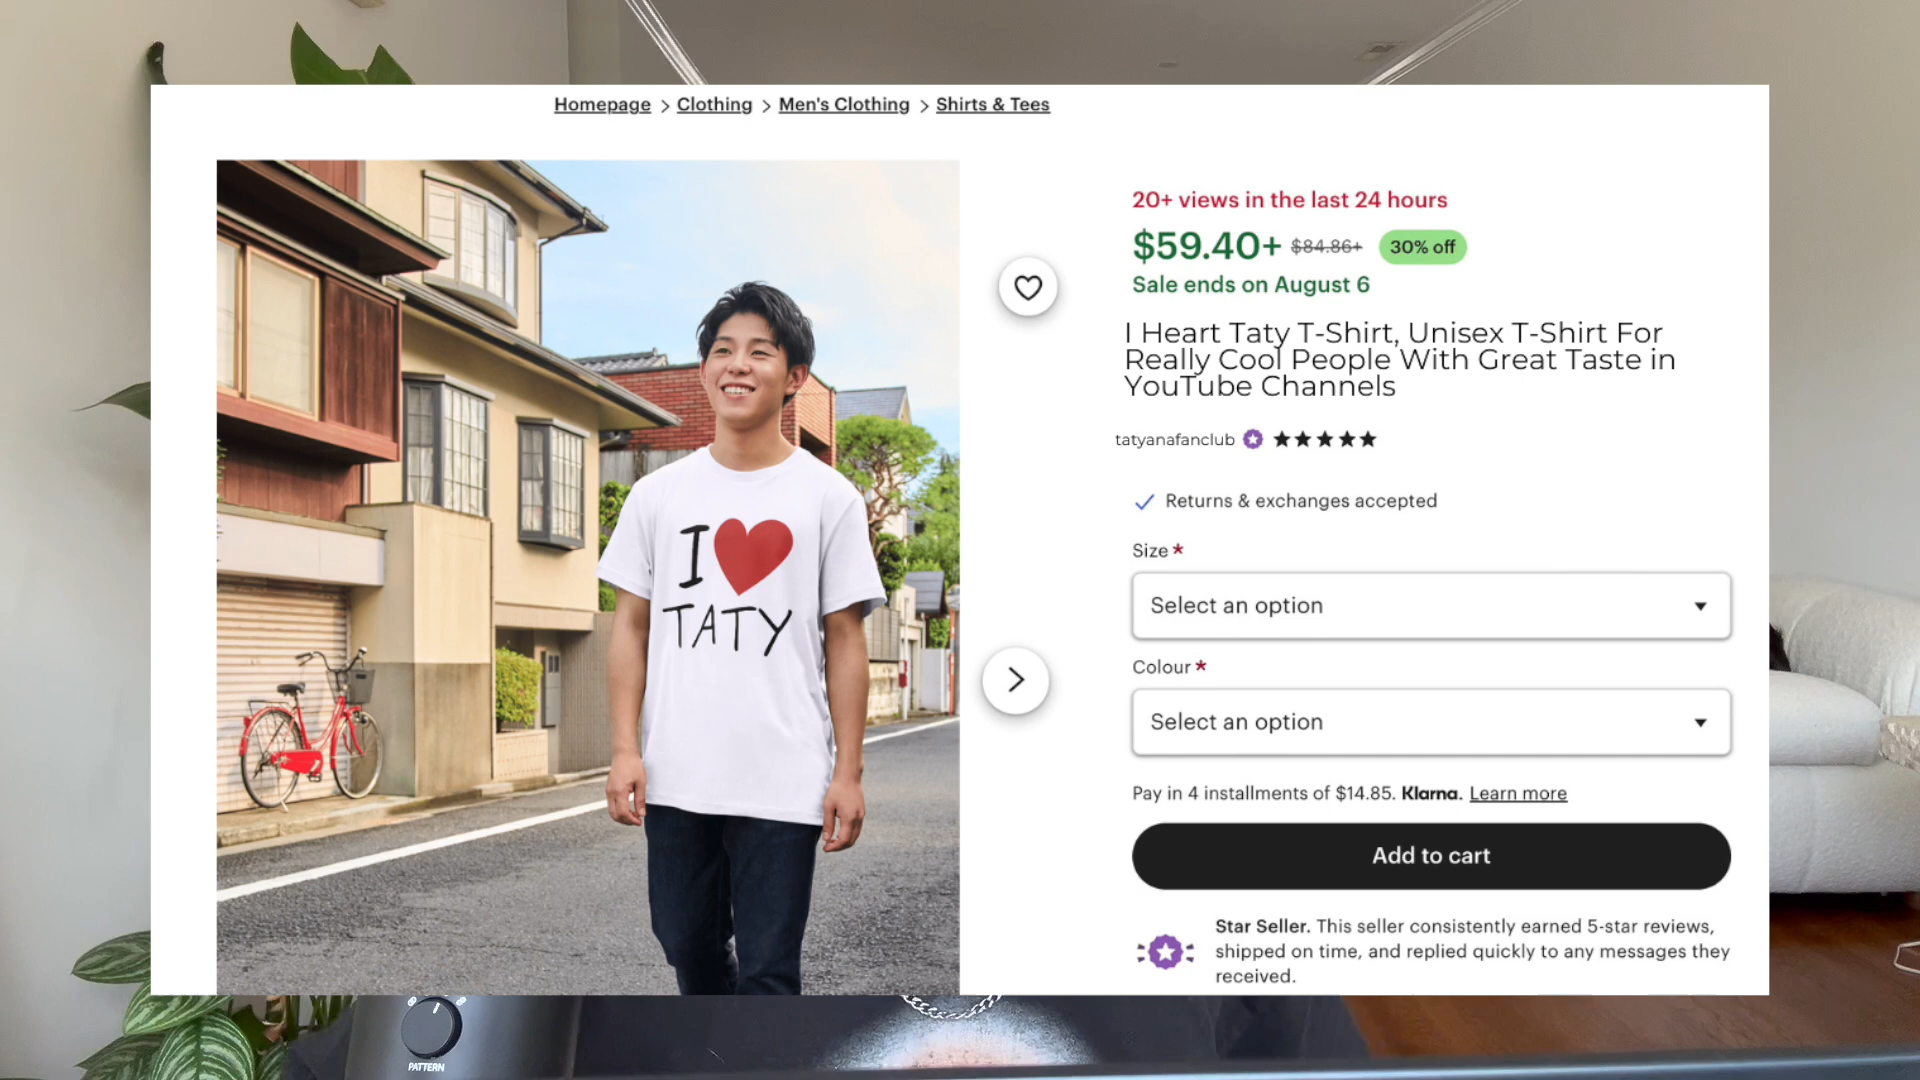 Homepage > Clothing > Men's Clothing > Shirts & Tees
20+ views in the last 24 hours
$59.40+ $84.86+ 30% off
Sale ends on August 6
I Heart Taty T-Shirt, Unisex T-Shirt For
Really Cool People With Great Taste in
YouTube Channels
tatyanafanclub
Returns & exchanges accepted
Size *
Select an option
Colour *
Select an option
Pay in 4 installments of $14.85. Klarna. Learn more
Add to cart
Star Seller. This seller consistently earned 5-star reviews,
shipped on time, and replied quickly to any messages they
received.
I
TATY
PATTERN